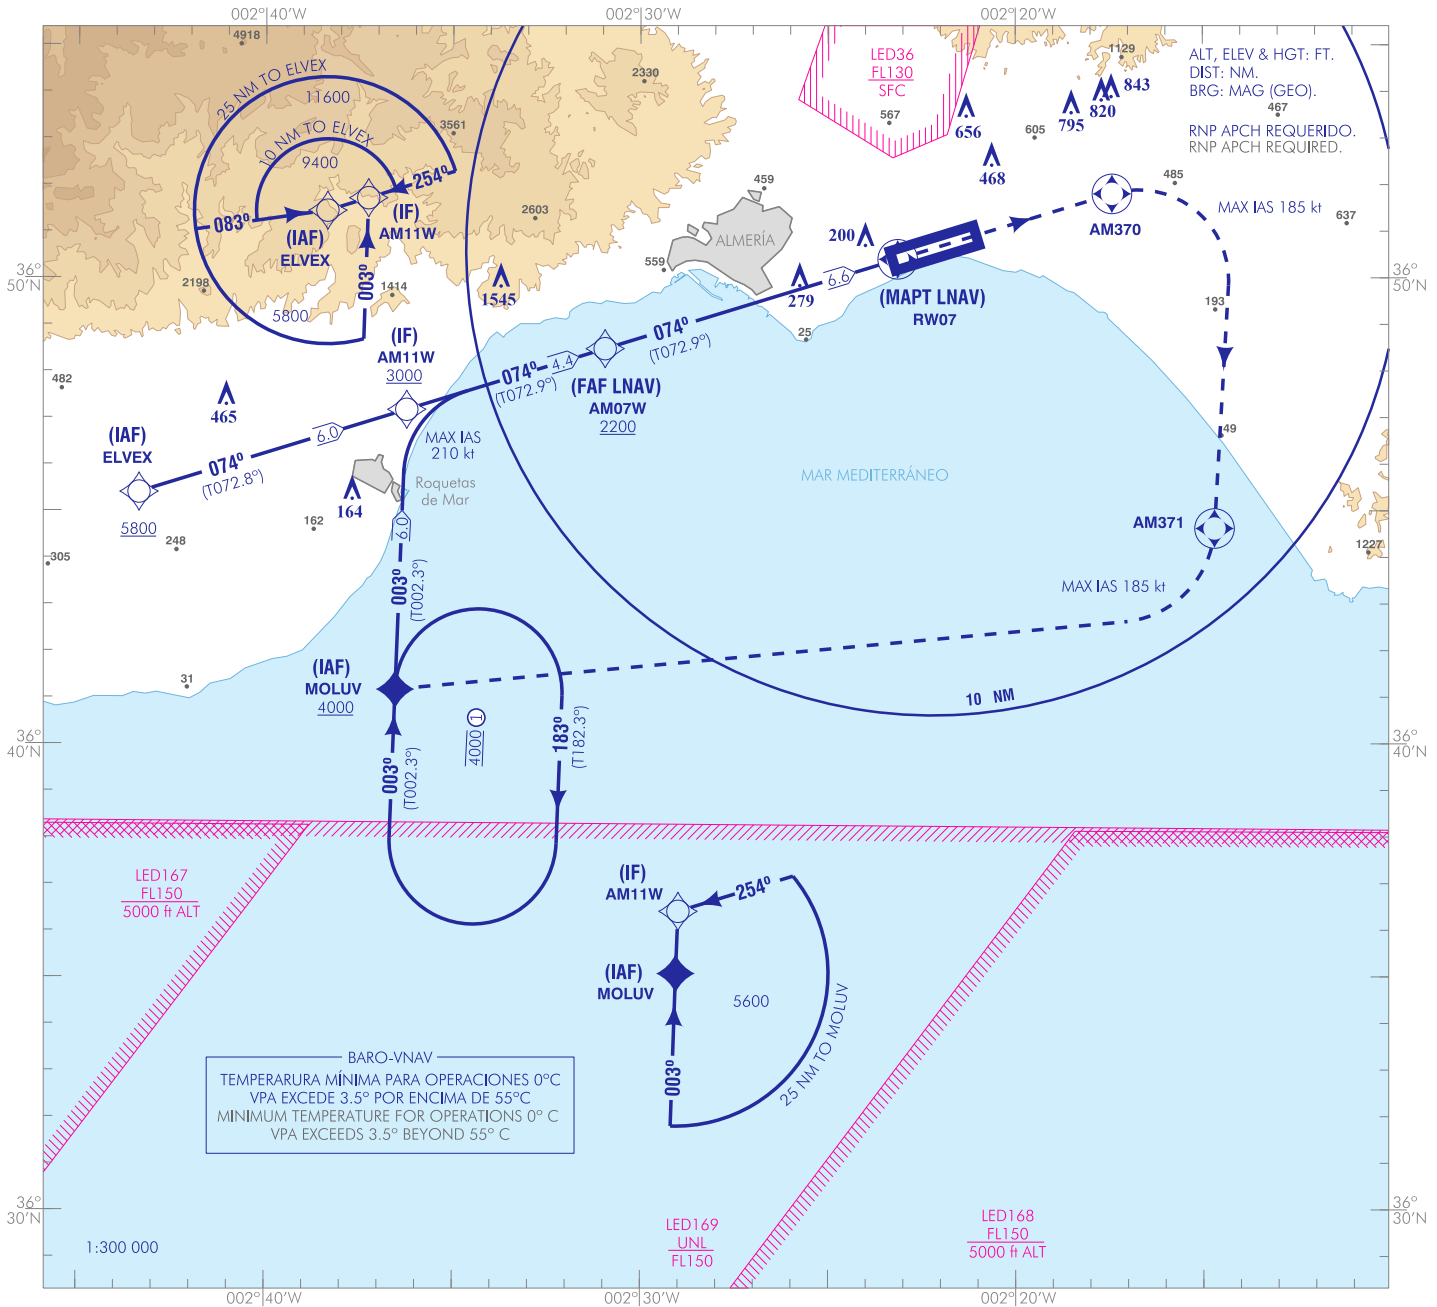 002°40'W
002°30'W
002°20'W
4918
2330
1129
3561
2603
2198
1414
25 NM TO ELVEX
11600
10 NM TO ELVEX
9400
254°
083°
(IAF)
ELVEX
(IF)
AM11W
003°
5800
LED36
FL130
SFC
567
656
468
605
795
820
843
467
485
637
ALT, ELEV & HGT: FT.
DIST: NM.
BRG: MAG (GEO).
RNP APCH REQUERIDO.
RNP APCH REQUIRED.
MAX IAS 185 kt
AM370
459
ALMERÍA
559
200
279
1545
6.6
(MAPT LNAV)
RW07
25
193
36°
50'N
36°
50'N
482
465
(IF)
AM11W
3000
074°
(T072.9°)
4.4
074°
(T072.9°)
(FAF LNAV)
AM07W
2200
(IAF)
ELVEX
5800
6.0
074°
(T072.8°)
MAX IAS
210 kt
Roquetas
de Mar
164
162
248
305
49
MAR MEDITERRÁNEO
AM371
1227
MAX IAS 185 kt
6.0
003°
(T002.3°)
31
(IAF)
MOLUV
4000
4000 1
183°
(T182.3°)
003°
(T002.3°)
10 NM
36°
40'N
36°
40'N
LED167
FL150
5000 ft ALT
(IF)
AM11W
254°
(IAF)
MOLUV
5600
003°
25 NM TO MOLUV
BARO-VNAV
TEMPERARURA MÍNIMA PARA OPERACIONES 0°C
VPA EXCEDE 3.5° POR ENCIMA DE 55°C
MINIMUM TEMPERATURE FOR OPERATIONS 0° C
VPA EXCEEDS 3.5° BEYOND 55° C
36°
30'N
36°
30'N
LED169
UNL
FL150
LED168
FL150
5000 ft ALT
1:300 000
002°40'W
002°30'W
002°20'W